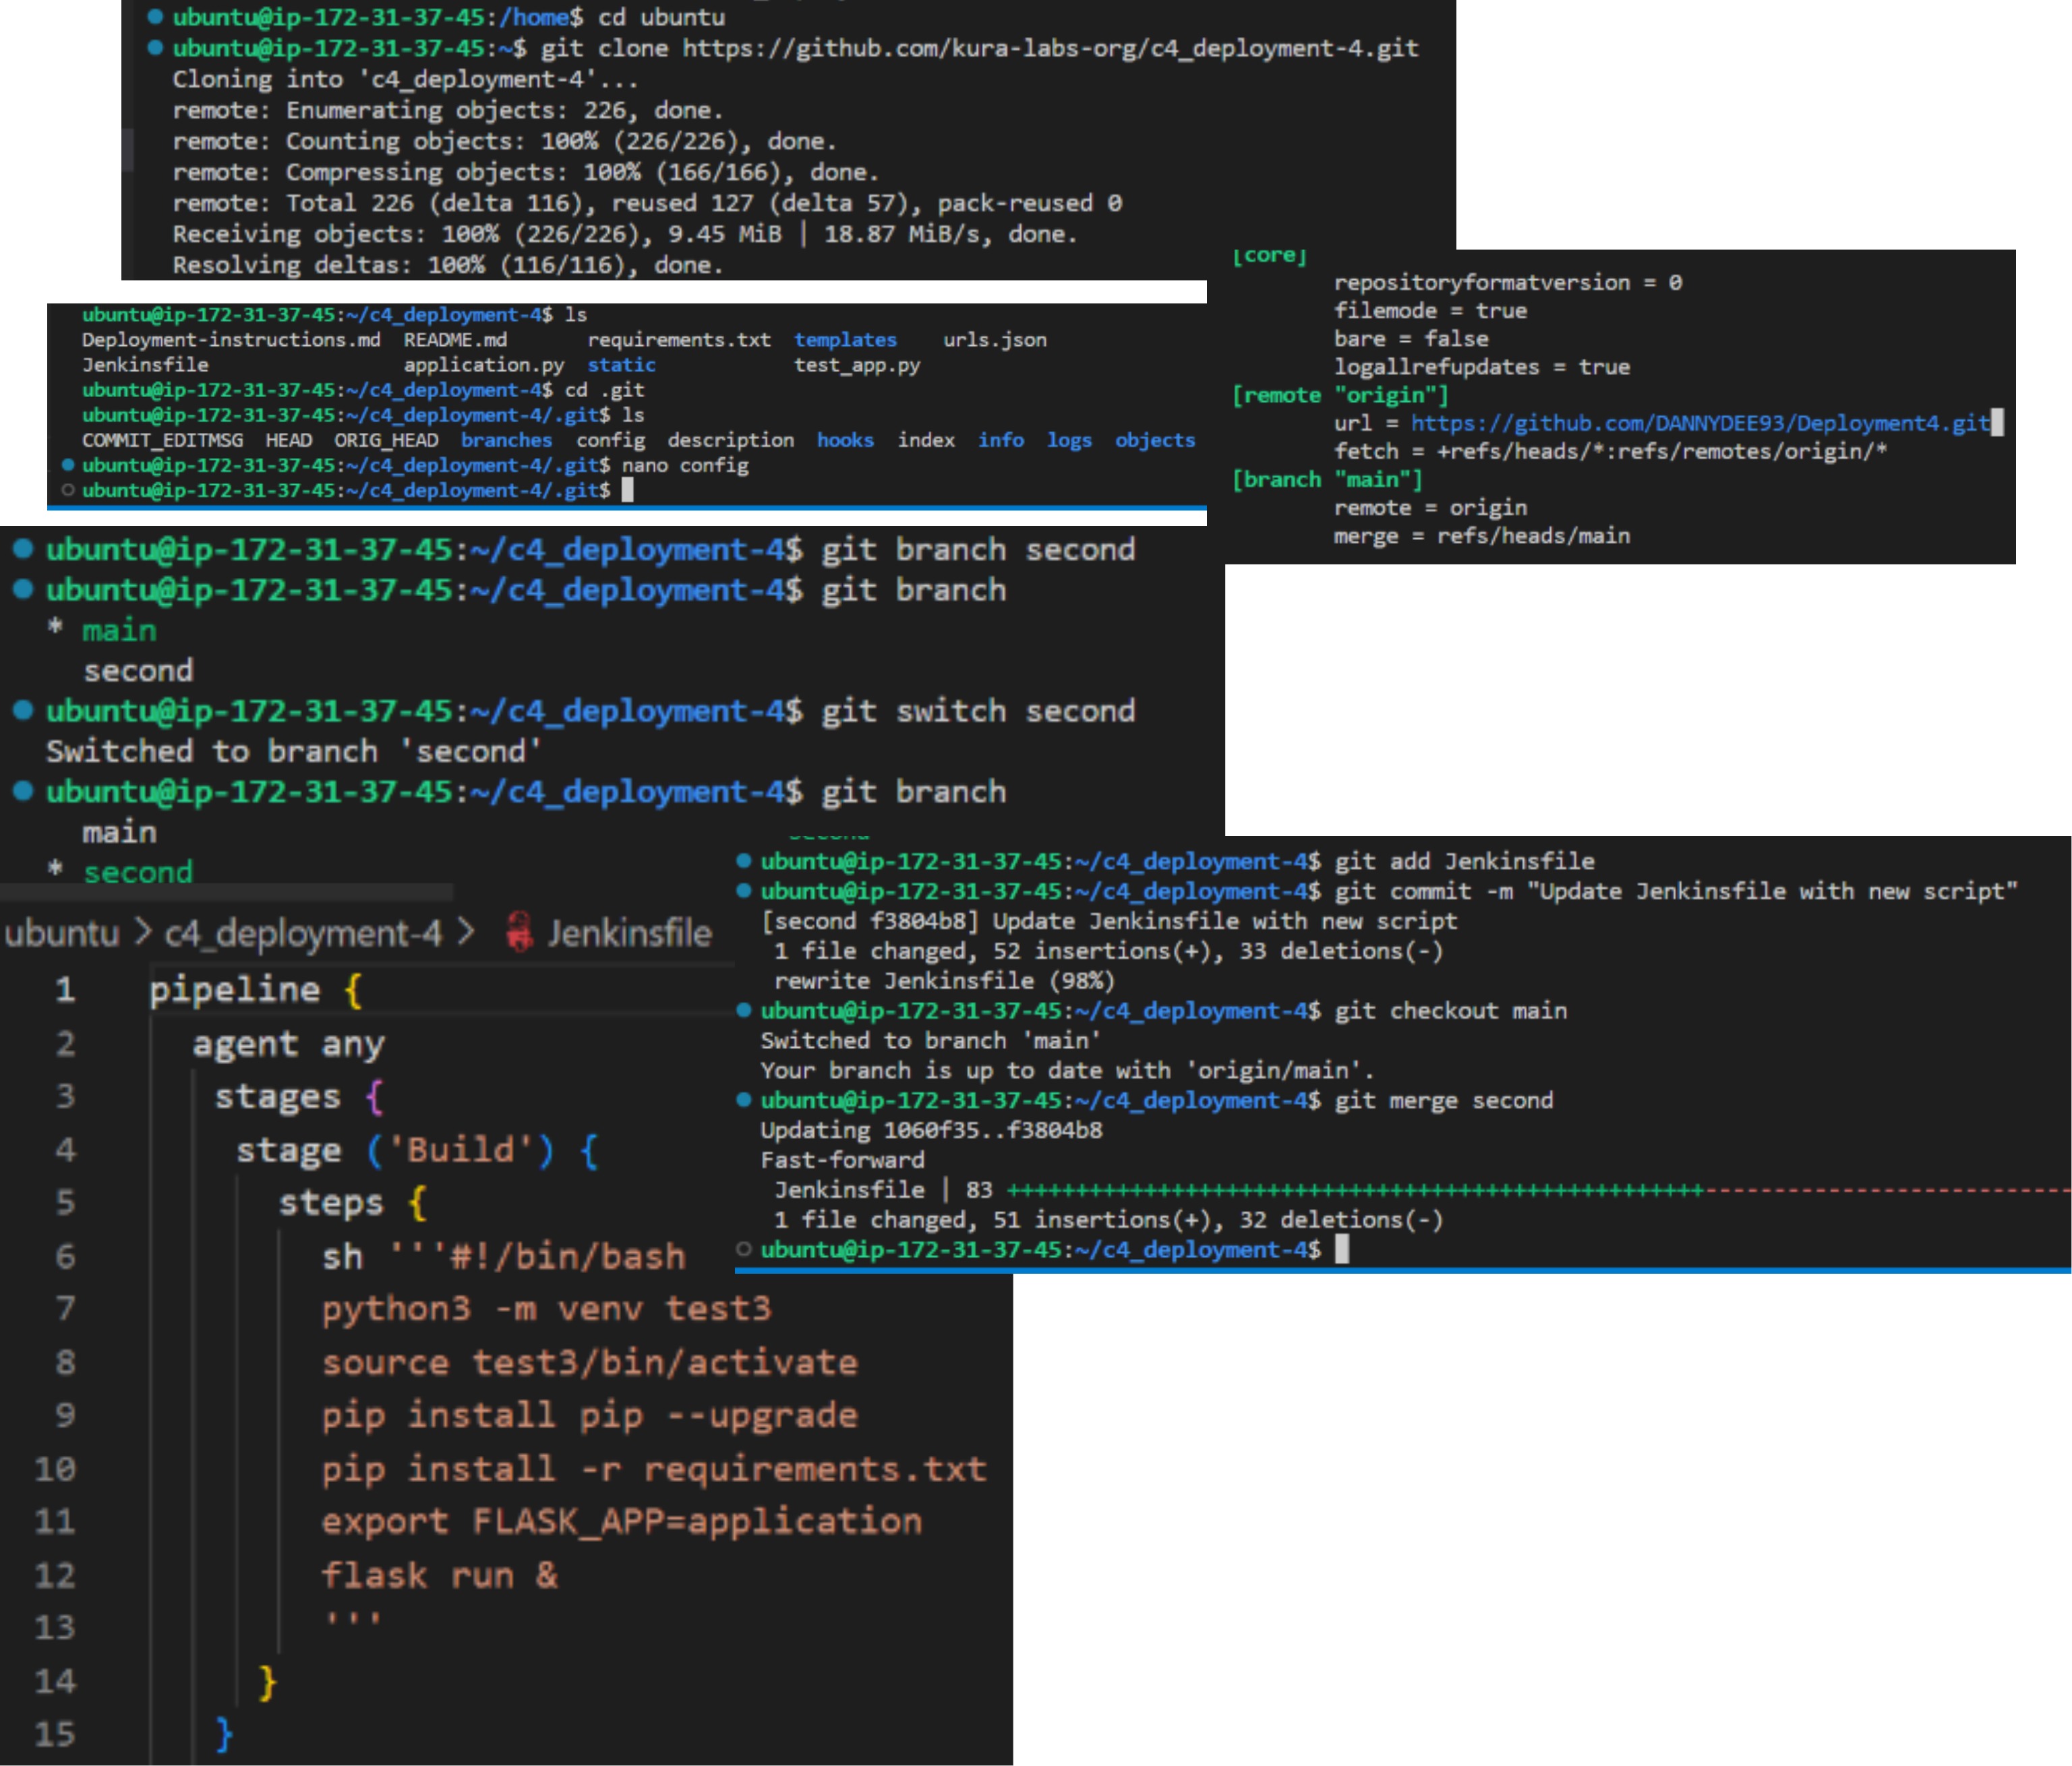 ubuntu@ip-172-31-37-45:/home$ cd ubuntu
ubuntu@ip-172-31-37-45:~$ git clone https://github.com/kura-labs-org/c4_deployment-4.git
Cloning into 'c4_deployment-4'...
remote: Enumerating objects: 226, done.
remote: Counting objects: 100% (226/226), done.
remote: Compressing objects: 100% (166/166), done.
remote: Total 226 (delta 116), reused 127 (delta 57), pack-reused 0
Receiving objects: 100% (226/226), 9.45 MiB | 18.87 MiB/s, done.
Resolving deltas: 100% (116/116), done.
ubuntu@ip-172-31-37-45:~/c4_deployment-4$ ls
Deployment-instructions.md README.md requirements.txt templates urls.json
Jenkinsfile application.py static test_app.py
ubuntu@ip-172-31-37-45:~/c4_deployment-4$ cd .git
ubuntu@ip-172-31-37-45:~/c4_deployment-4/.git$ ls
COMMIT_EDITMSG HEAD ORIG_HEAD branches config description hooks index info logs objects
ubuntu@ip-172-31-37-45:~/c4_deployment-4/.git$ nano config
ubuntu@ip-172-31-37-45:~/c4_deployment-4/.git$
[core]
repositoryformatversion = 0
filemode = true
bare = false
logallrefupdates = true
[remote "origin"]
url = https://github.com/DANNYDEE93/Deployment4.git
fetch = +refs/heads/*:refs/remotes/origin/*
[branch "main"]
remote = origin
merge = refs/heads/main
ubuntu@ip-172-31-37-45:~/c4_deployment-4$ git branch second
ubuntu@ip-172-31-37-45:~/c4_deployment-4$ git branch
* main
second
ubuntu@ip-172-31-37-45:~/c4_deployment-4$ git switch second
Switched to branch 'second'
ubuntu@ip-172-31-37-45:~/c4_deployment-4$ git branch
main
* second
ubuntu > c4_deployment-4 > Jenkinsfile
1 pipeline {
2 agent any
3 stages {
4 stage ('Build') {
5 steps {
6 sh '''#!/bin/bash
7 python3 -m venv test3
8 source test3/bin/activate
9 pip install pip --upgrade
10 pip install -r requirements.txt
11 export FLASK_APP=application
12 flask run &
13 '''
14 }
15 }
ubuntu@ip-172-31-37-45:~/c4_deployment-4$ git add Jenkinsfile
ubuntu@ip-172-31-37-45:~/c4_deployment-4$ git commit -m "Update Jenkinsfile with new script"
[second f3804b8] Update Jenkinsfile with new script
1 file changed, 52 insertions(+), 33 deletions(-)
rewrite Jenkinsfile (98%)
ubuntu@ip-172-31-37-45:~/c4_deployment-4$ git checkout main
Switched to branch 'main'
Your branch is up to date with 'origin/main'.
ubuntu@ip-172-31-37-45:~/c4_deployment-4$ git merge second
Updating 1060f35..f3804b8
Fast-forward
Jenkinsfile | 83 +++++++++++++++++++++++++++++++++++++++++++++++++++---------------------------
1 file changed, 51 insertions(+), 32 deletions(-)
ubuntu@ip-172-31-37-45:~/c4_deployment-4$